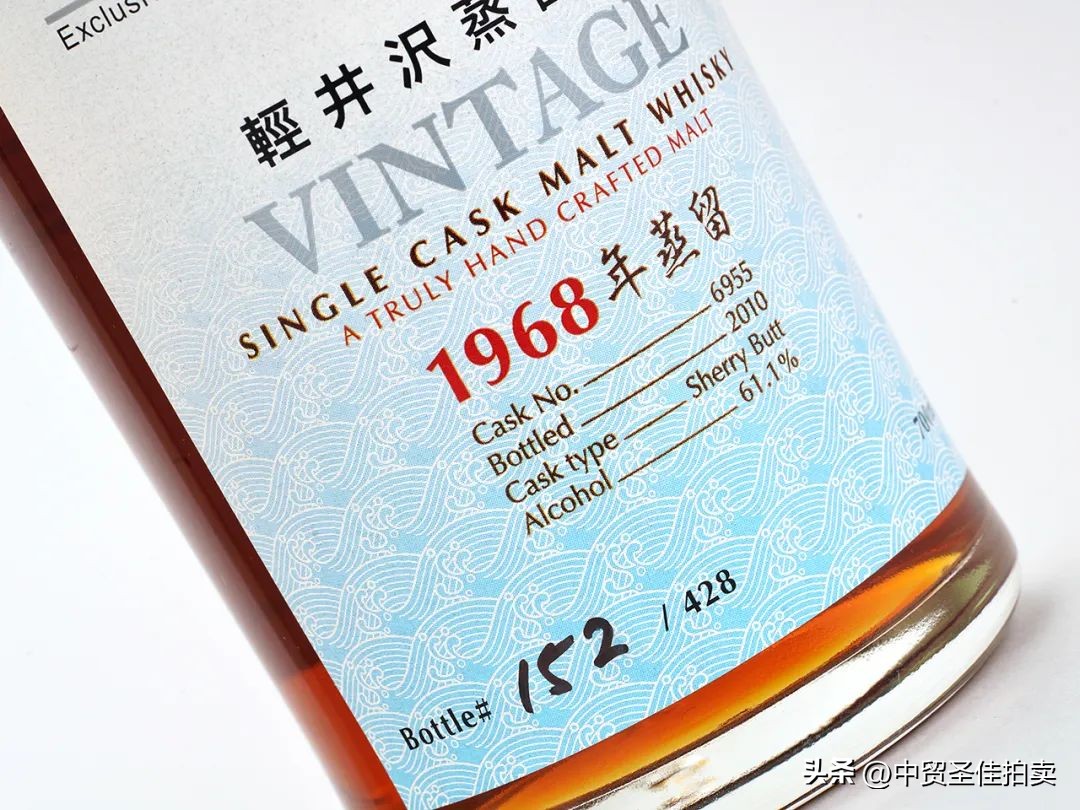 輕井沢蒸
VINTAGE
SINGLE CASK MALT WHISKY
A TRULY HAND CRAFTED MALT
1968年蒸留
Cask No. 6955
Bottled 2010
Cask type Sherry Butt
Alcohol 61.1%
Bottle# 152 / 428
头条 @中贸圣佳拍卖